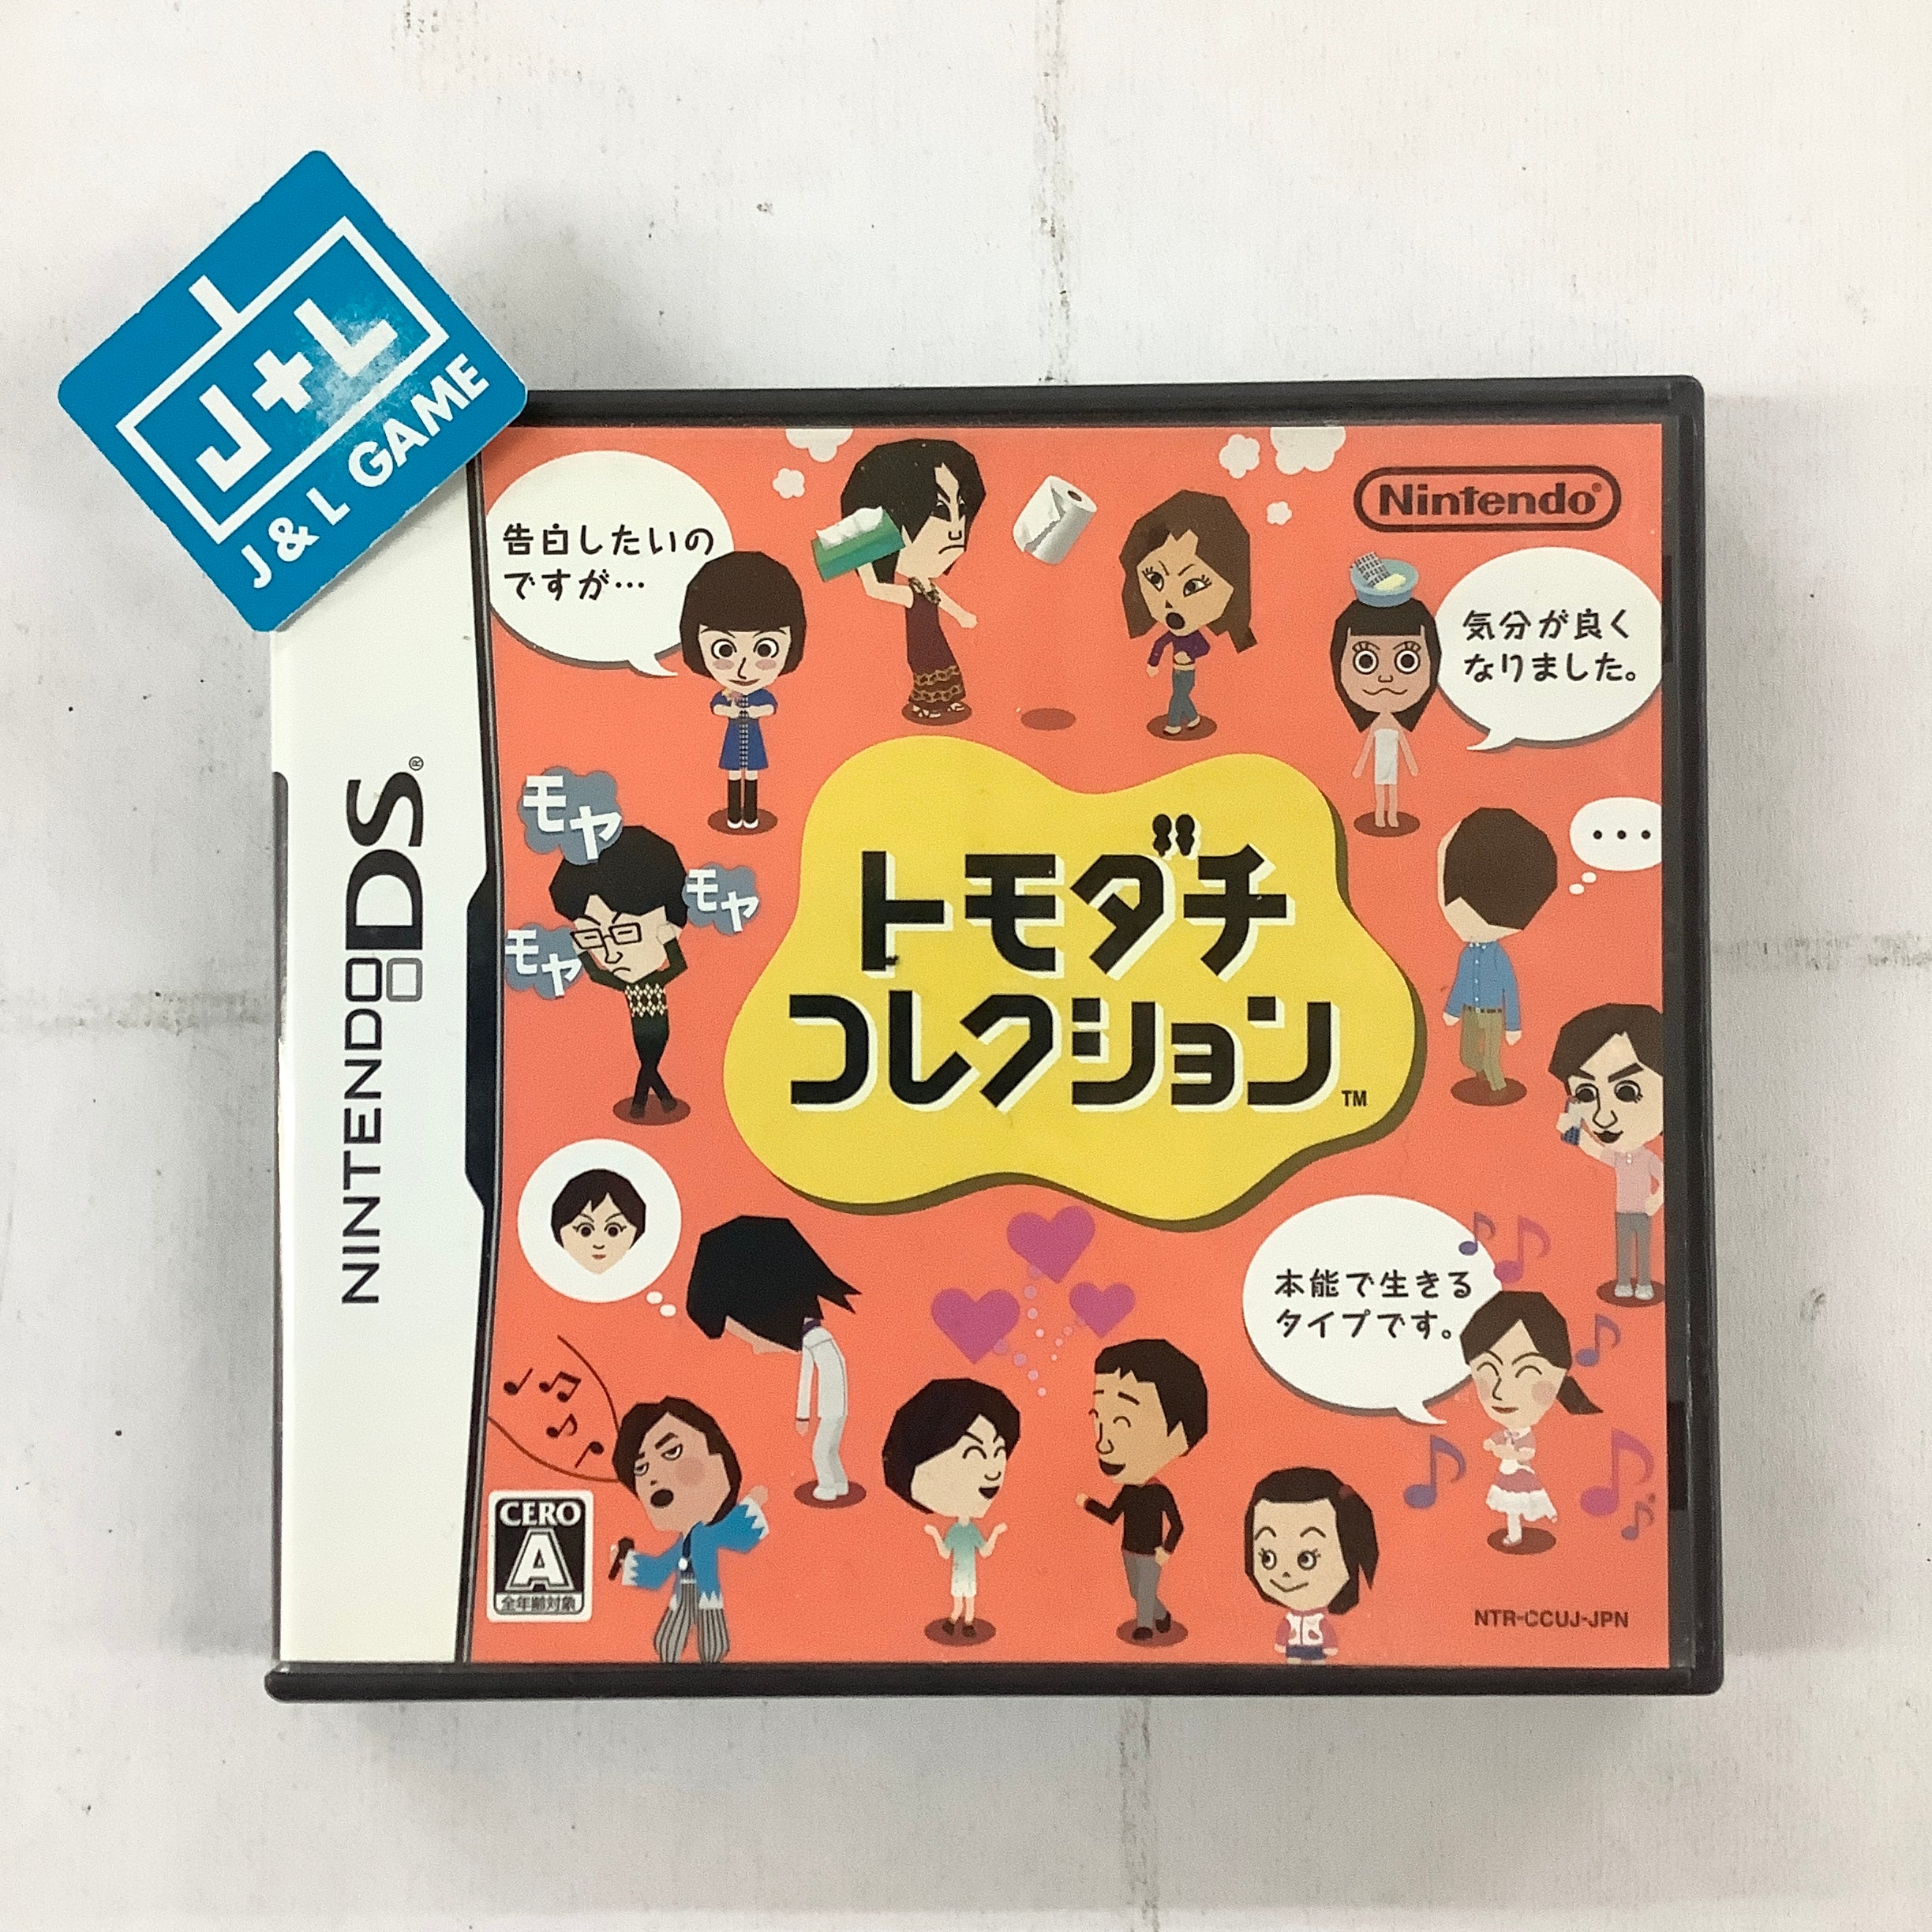 J+L
J & L GAME
NINTENDO DS®
Nintendo®
告白したいの
ですが…
気分が良く
なりました。
モヤ
モヤ
モヤ
...
トモダチ
コレクション™
本能で生きる
タイプです。
CERO
A
全年齢対象
NTR-CCUJ-JPN